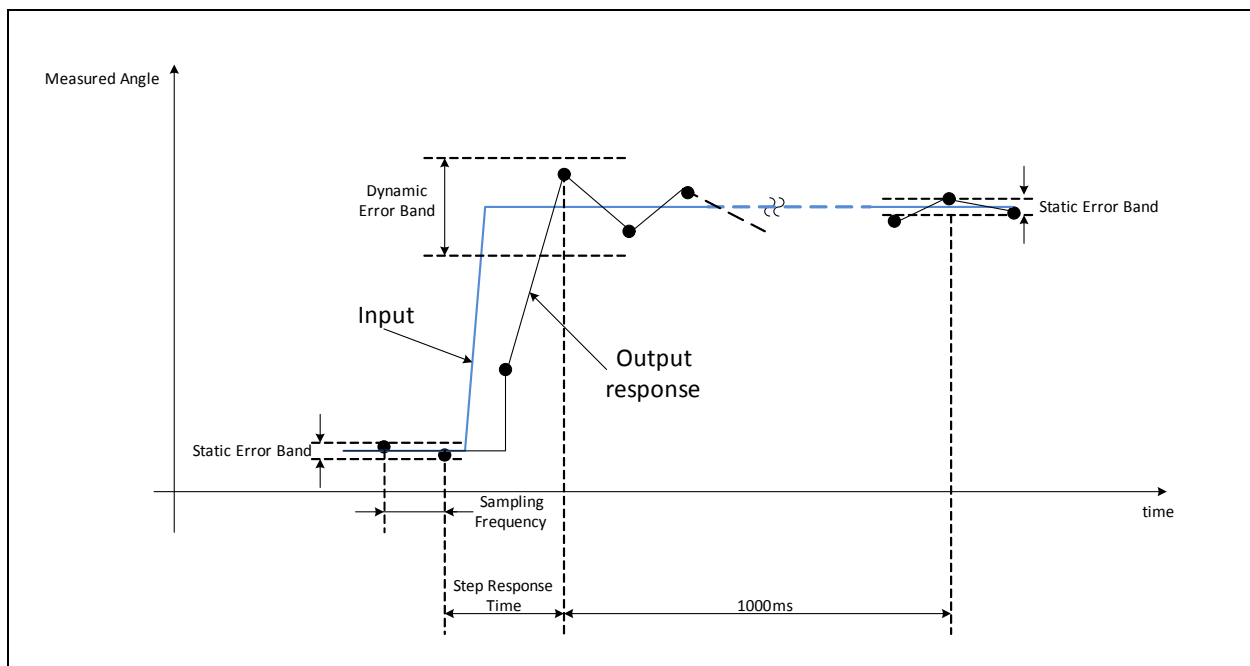 Measured Angle
Dynamic
Error Band
Static Error Band
Input
Output
response
Static Error Band
Sampling
Frequency
time
Step Response
Time
1000ms